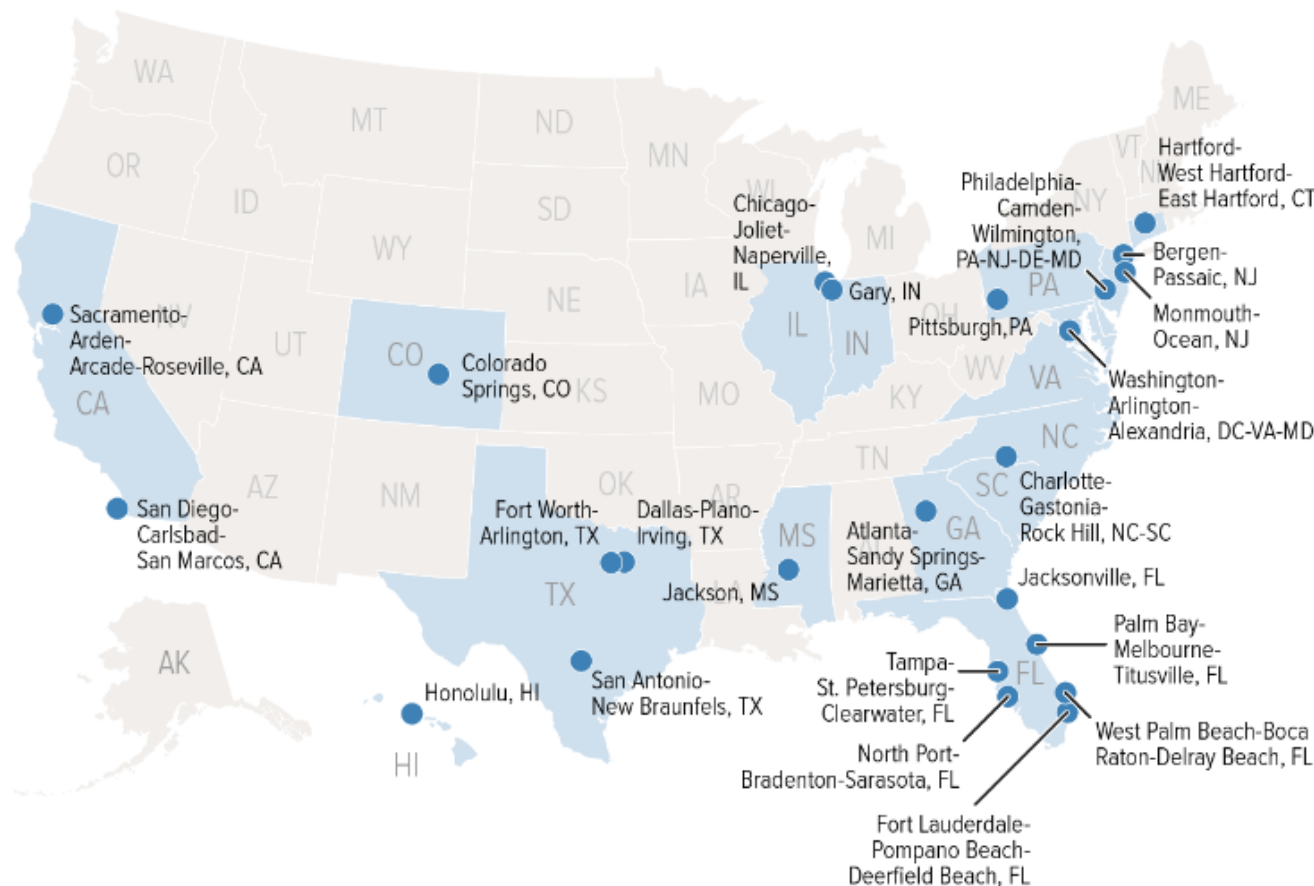 WA
MT
ND
MN
ME
VT
NH
OR
ID
SD
WI
MI
NY
WY
IA
NE
PA
IL
IN
OH
NV
UT
CO
KS
MO
WV
VA
KY
CA
NC
TN
AZ
NM
OK
AR
SC
MS
AL
GA
TX
LA
FL
AK
HI
Hartford-
West Hartford-
East Hartford, CT
Philadelphia-
Camden-
Wilmington,
PA-NJ-DE-MD
Chicago-
Joliet-
Naperville,
IL
Bergen-
Passaic, NJ
Gary, IN
Monmouth-
Ocean, NJ
Pittsburgh,PA
Sacramento-
Arden-
Arcade-Roseville, CA
Colorado
Springs, CO
Washington-
Arlington-
Alexandria, DC-VA-MD
San Diego-
Carlsbad-
San Marcos, CA
Fort Worth-
Arlington, TX
Dallas-Plano-
Irving, TX
Charlotte-
Gastonia-
Rock Hill, NC-SC
Atlanta-
Sandy Springs-
Marietta, GA
Jackson, MS
Jacksonville, FL
Palm Bay-
Melbourne-
Titusville, FL
Tampa-
St. Petersburg-
Clearwater, FL
Honolulu, HI
San Antonio-
New Braunfels, TX
West Palm Beach-Boca
Raton-Delray Beach, FL
North Port-
Bradenton-Sarasota, FL
Fort Lauderdale-
Pompano Beach-
Deerfield Beach, FL